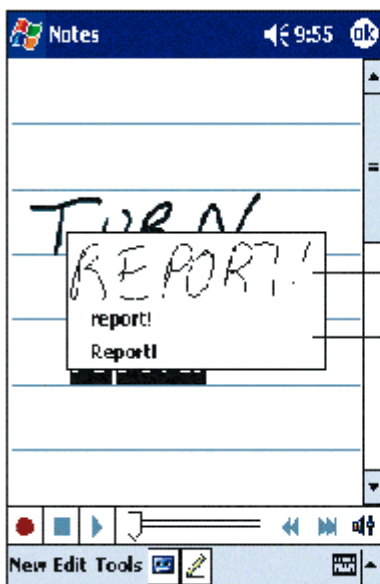 Notes 9:55 ok
TURN
REPORT!
report!
Report!
New Edit Tools